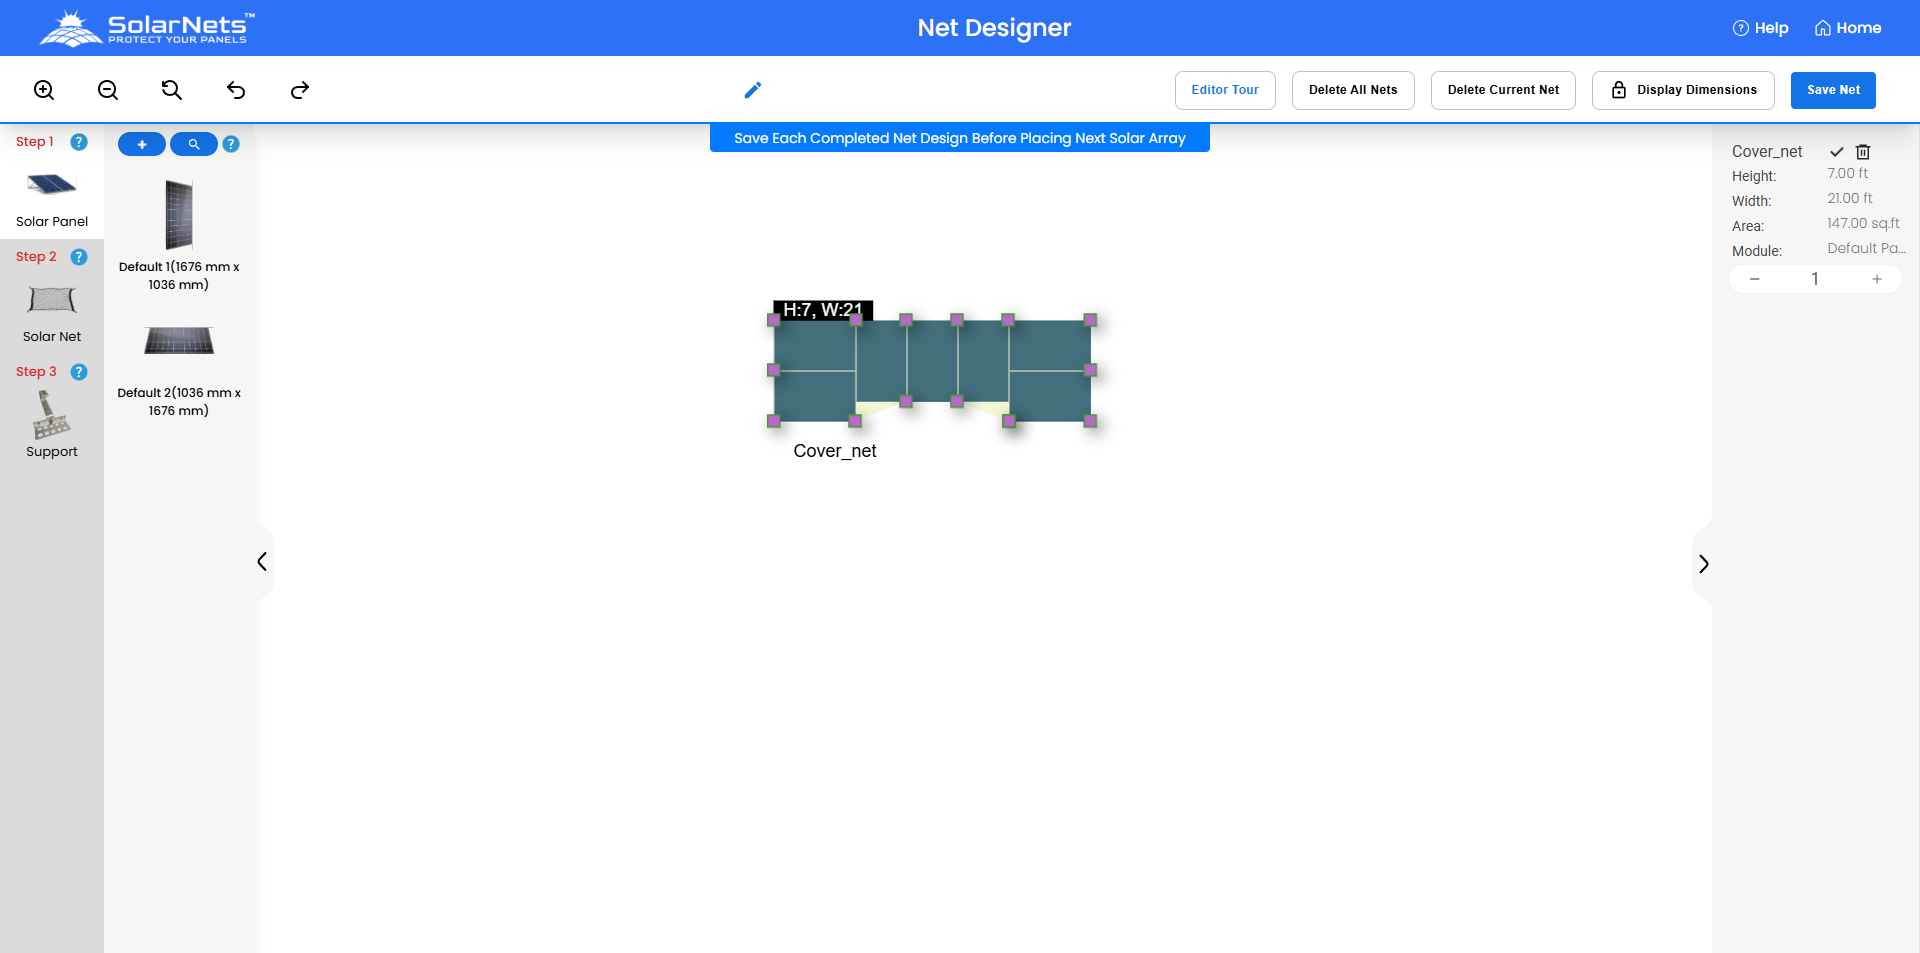 SolarNets™
PROTECT YOUR PANELS
Net Designer
? Help
Home
Editor Tour
Delete All Nets
Delete Current Net
Display Dimensions
Save Net
Save Each Completed Net Design Before Placing Next Solar Array
Step 1 ?
Solar Panel
Step 2 ?
Solar Net
Step 3 ?
Support
+
?
Default 1(1676 mm x
1036 mm)
Default 2(1036 mm x
1676 mm)
H:7, W:21
Cover_net
Cover_net
Height: 7.00 ft
Width: 21.00 ft
Area: 147.00 sq.ft
Module: Default Pa...
− 1 +